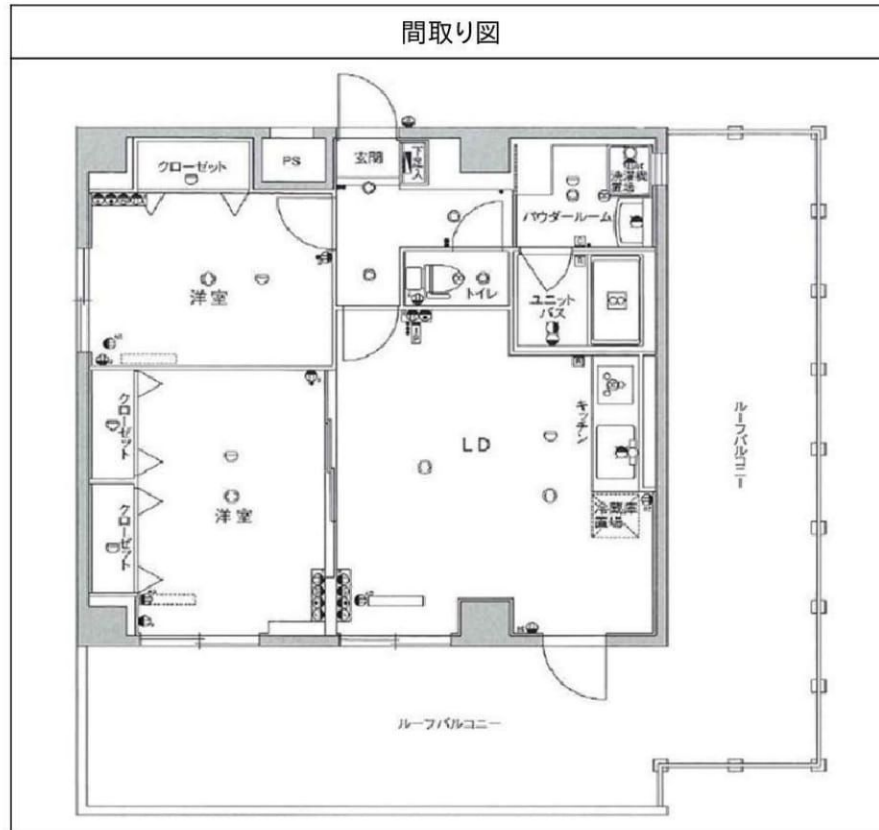 間取り図
クローゼット
PS
玄関
下足入
洗濯機
置場
パウダールーム
洋室
トイレ
ユニット
バス
クローゼット
キッチン
LD
ルーフバルコニー
クローゼット
洋室
冷蔵庫
置場
ルーフバルコニー